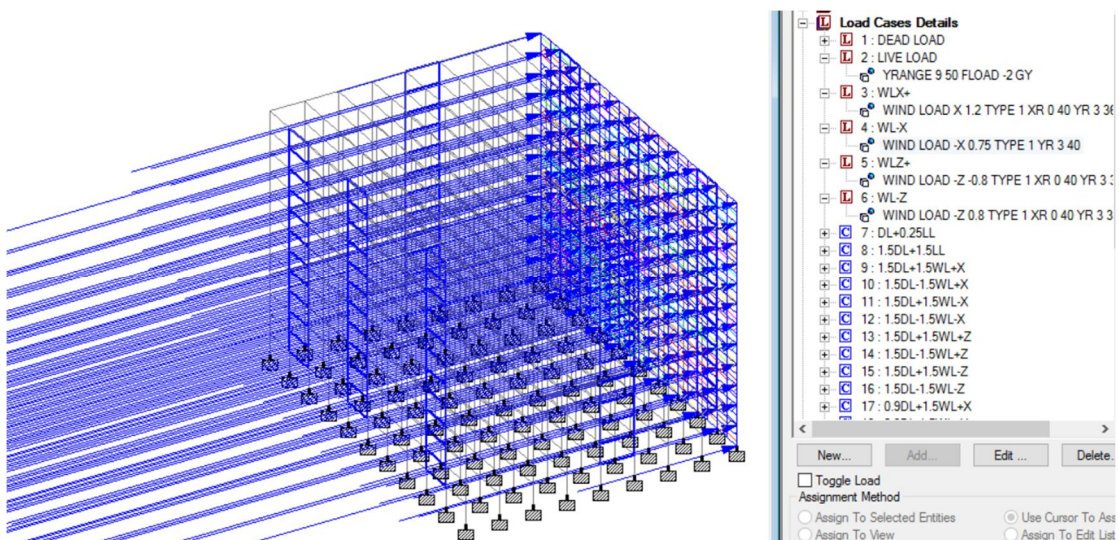 Load Cases Details
L 1 : DEAD LOAD
L 2 : LIVE LOAD
YRANGE 9 50 FLOAD -2 GY
L 3 : WLX+
WIND LOAD X 1.2 TYPE 1 XR 0 40 YR 3 36
L 4 : WL-X
WIND LOAD -X 0.75 TYPE 1 YR 3 40
L 5 : WLZ+
WIND LOAD -Z -0.8 TYPE 1 XR 0 40 YR 3
L 6 : WL-Z
WIND LOAD -Z 0.8 TYPE 1 XR 0 40 YR 3
C 7 : DL+0.25LL
C 8 : 1.5DL+1.5LL
C 9 : 1.5DL+1.5WL+X
C 10 : 1.5DL-1.5WL+X
C 11 : 1.5DL+1.5WL-X
C 12 : 1.5DL-1.5WL-X
C 13 : 1.5DL+1.5WL+Z
C 14 : 1.5DL-1.5WL+Z
C 15 : 1.5DL+1.5WL-Z
C 16 : 1.5DL-1.5WL-Z
C 17 : 0.9DL+1.5WL+X
New... Add... Edit ... Delete.
Toggle Load
Assignment Method
Assign To Selected Entities Use Cursor To Ass
Assign To View Assign To Edit List